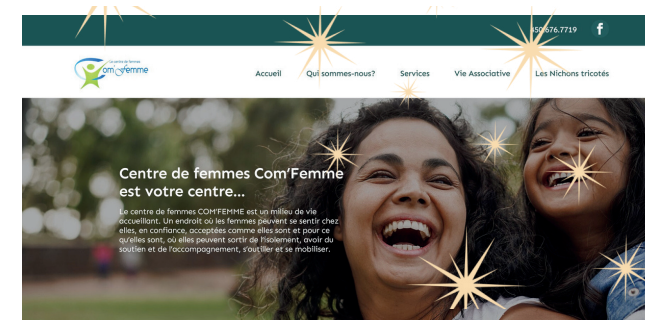 450.676.7719
Le centre de femmes
Com'Femme
Accueil Qui sommes-nous? Services Vie Associative Les Nichons tricotés
Centre de femmes Com'Femme
est votre centre...
Le centre de femmes COM'FEMME est un milieu de vie
accueillant. Un endroit où les femmes peuvent se sentir chez
elles, en confiance, acceptées comme elles sont et pour ce
qu'elles sont, où elles peuvent sortir de l'isolement, avoir du
soutien et de l'accompagnement, s'outiller et se mobiliser.